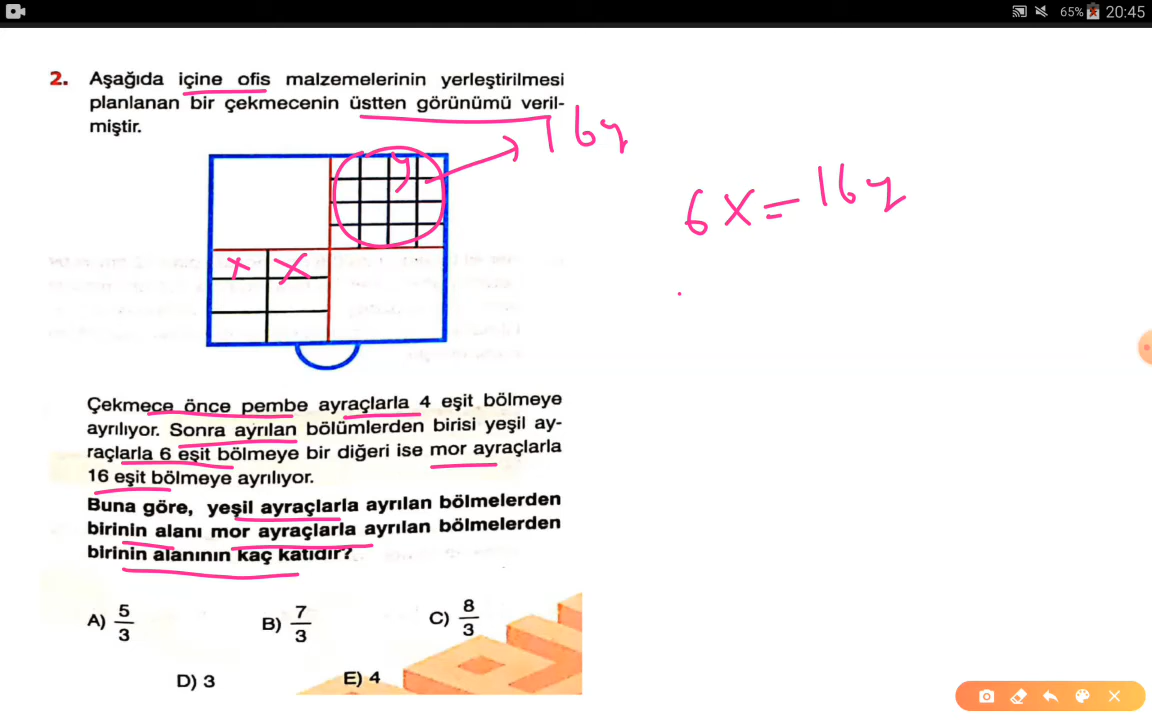 65% 20:45
2. Aşağıda içine ofis malzemelerinin yerleştirilmesi
planlanan bir çekmecenin üstten görünümü veril-
miştir.
16y
y
6x=16y
x x
Çekmece önce pembe ayraçlarla 4 eşit bölmeye
ayrılıyor. Sonra ayrılan bölümlerden birisi yeşil ay-
raçlarla 6 eşit bölmeye bir diğeri ise mor ayraçlarla
16 eşit bölmeye ayrılıyor.
Buna göre, yeşil ayraçlarla ayrılan bölmelerden
birinin alanı mor ayraçlarla ayrılan bölmelerden
birinin alanının kaç katıdır?
A) 5/3 B) 7/3 C) 8/3
D) 3 E) 4